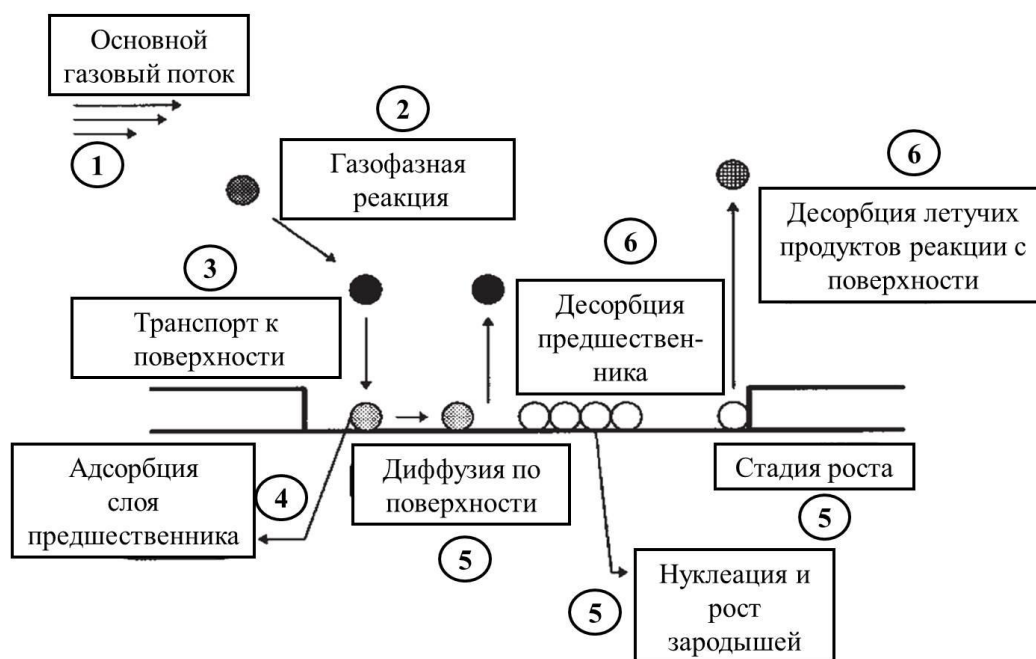 Основной
газовый поток
1
2
Газофазная
реакция
3
Транспорт к
поверхности
6
Десорбция
предшествен-
ника
6
Десорбция летучих
продуктов реакции с
поверхности
Адсорбция
слоя
предшественника
4
Диффузия по
поверхности
5
Стадия роста
5
5
Нуклеация и
рост
зародышей